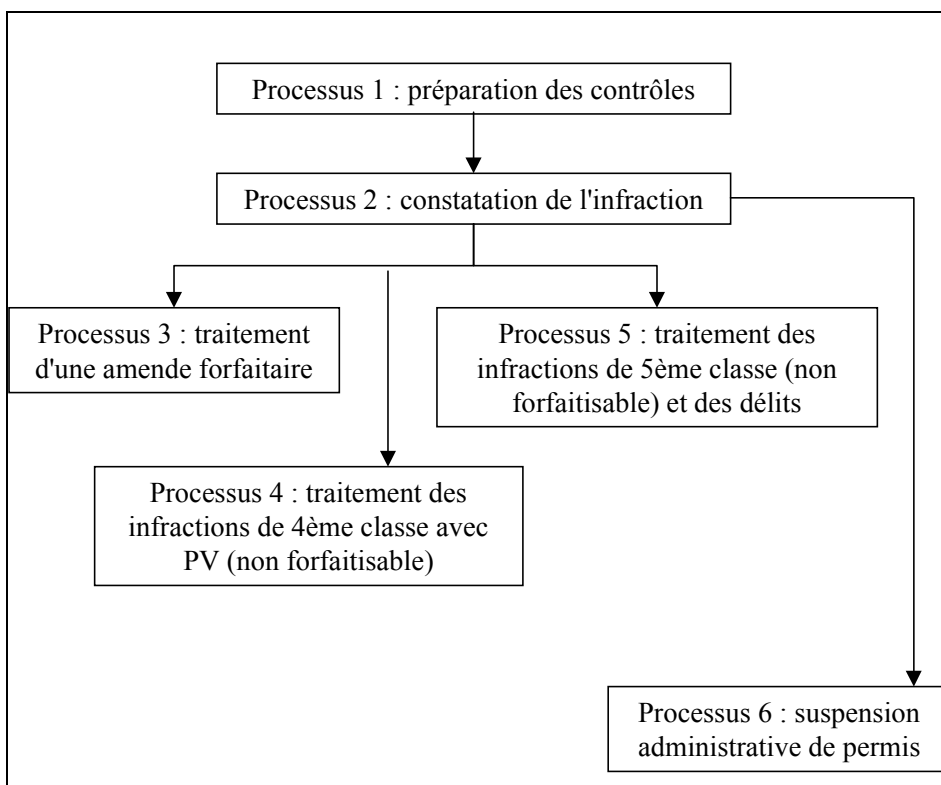 Processus 1 : préparation des contrôles
Processus 2 : constatation de l'infraction
Processus 3 : traitement
d'une amende forfaitaire
Processus 5 : traitement des
infractions de 5ème classe (non
forfaitisable) et des délits
Processus 4 : traitement des
infractions de 4ème classe avec
PV (non forfaitisable)
Processus 6 : suspension
administrative de permis